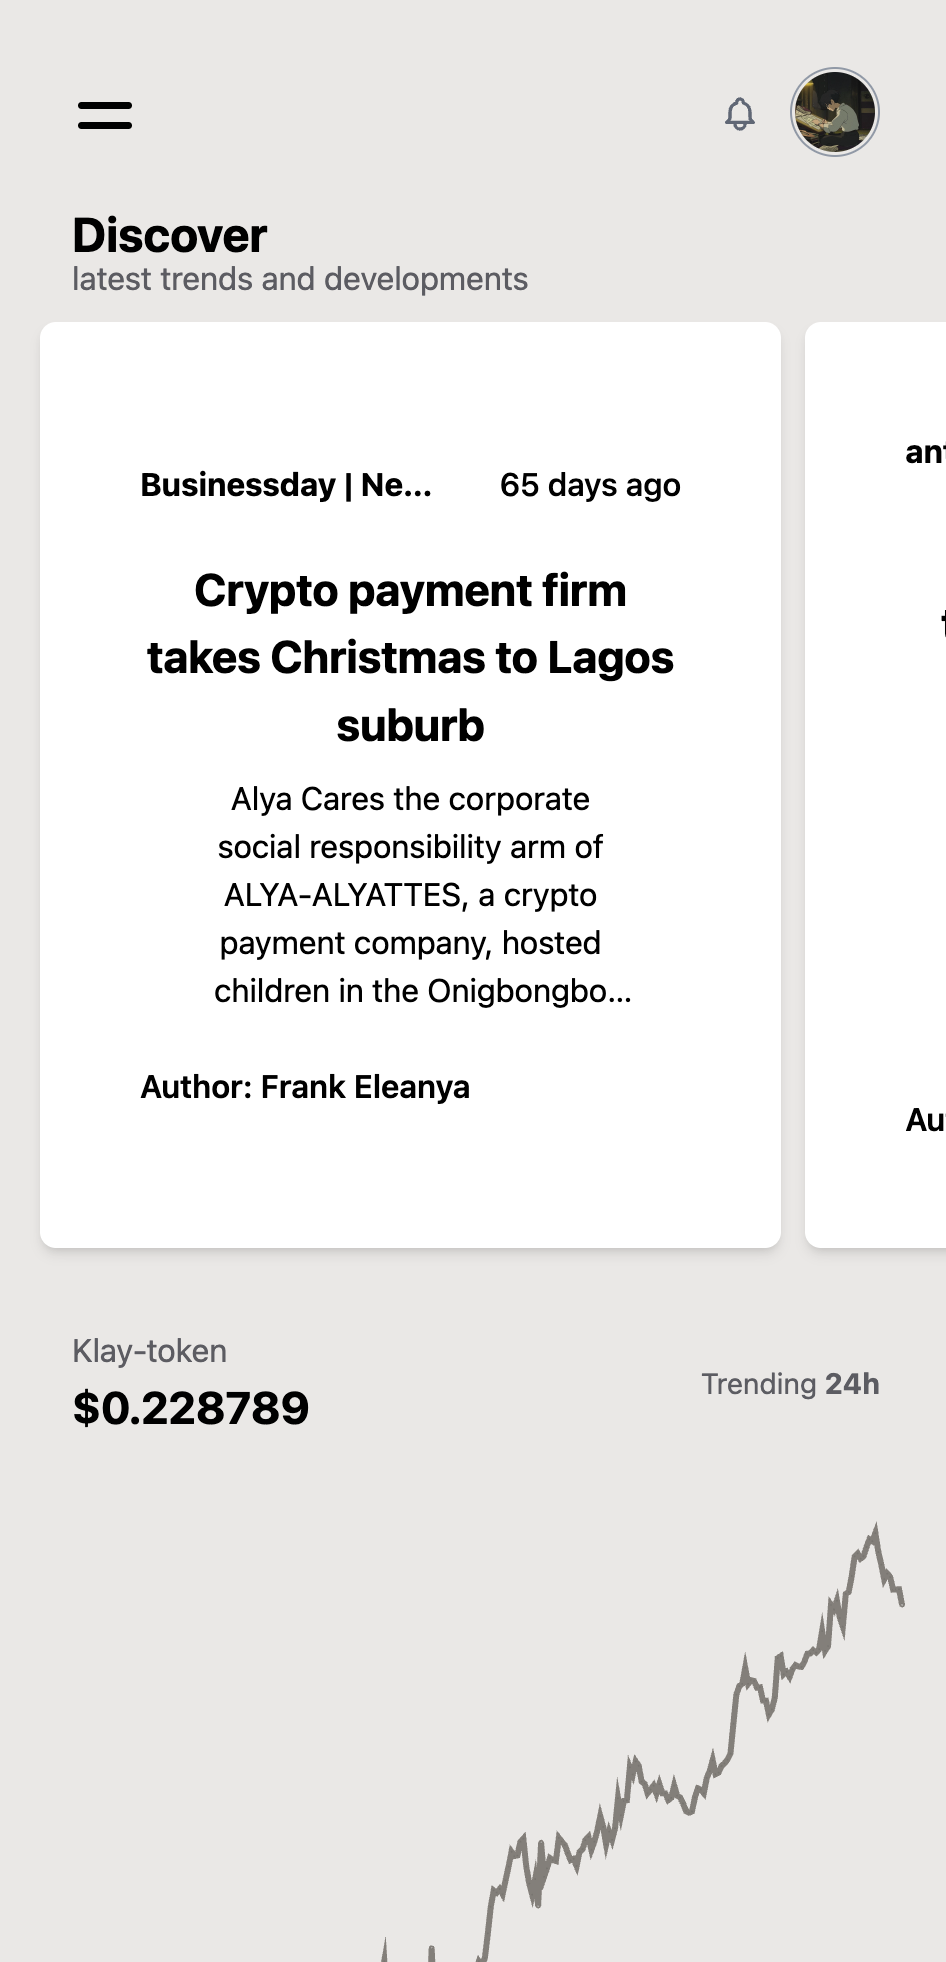 Discover
latest trends and developments
Businessday | Ne... 65 days ago
Crypto payment firm
takes Christmas to Lagos
suburb
Alya Cares the corporate
social responsibility arm of
ALYA-ALYATTES, a crypto
payment company, hosted
children in the Onigbongbo...
Author: Frank Eleanya
Klay-token
$0.228789
Trending 24h